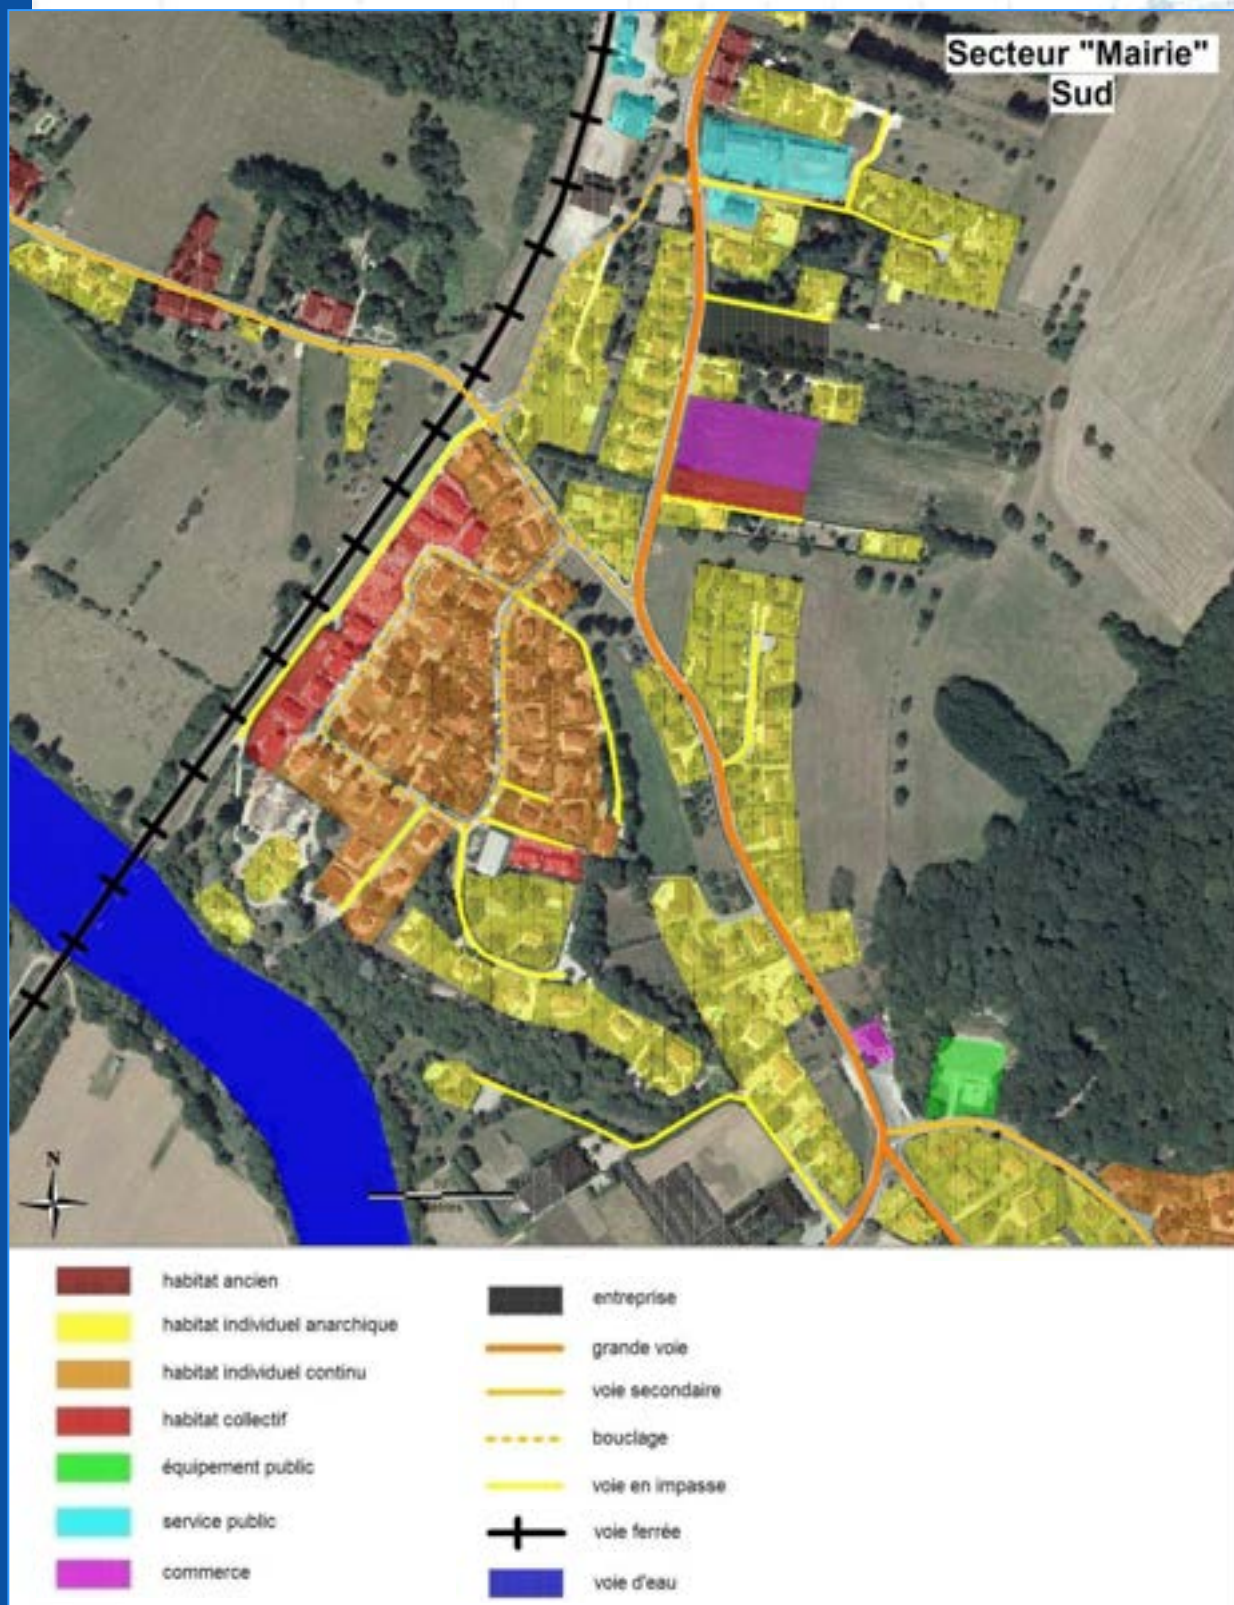 Secteur "Mairie"
Sud
N
habitat ancien
habitat individuel anarchique
habitat individuel continu
habitat collectif
équipement public
service public
commerce
entreprise
grande voie
voie secondaire
bouclage
voie en impasse
voie ferrée
voie d'eau